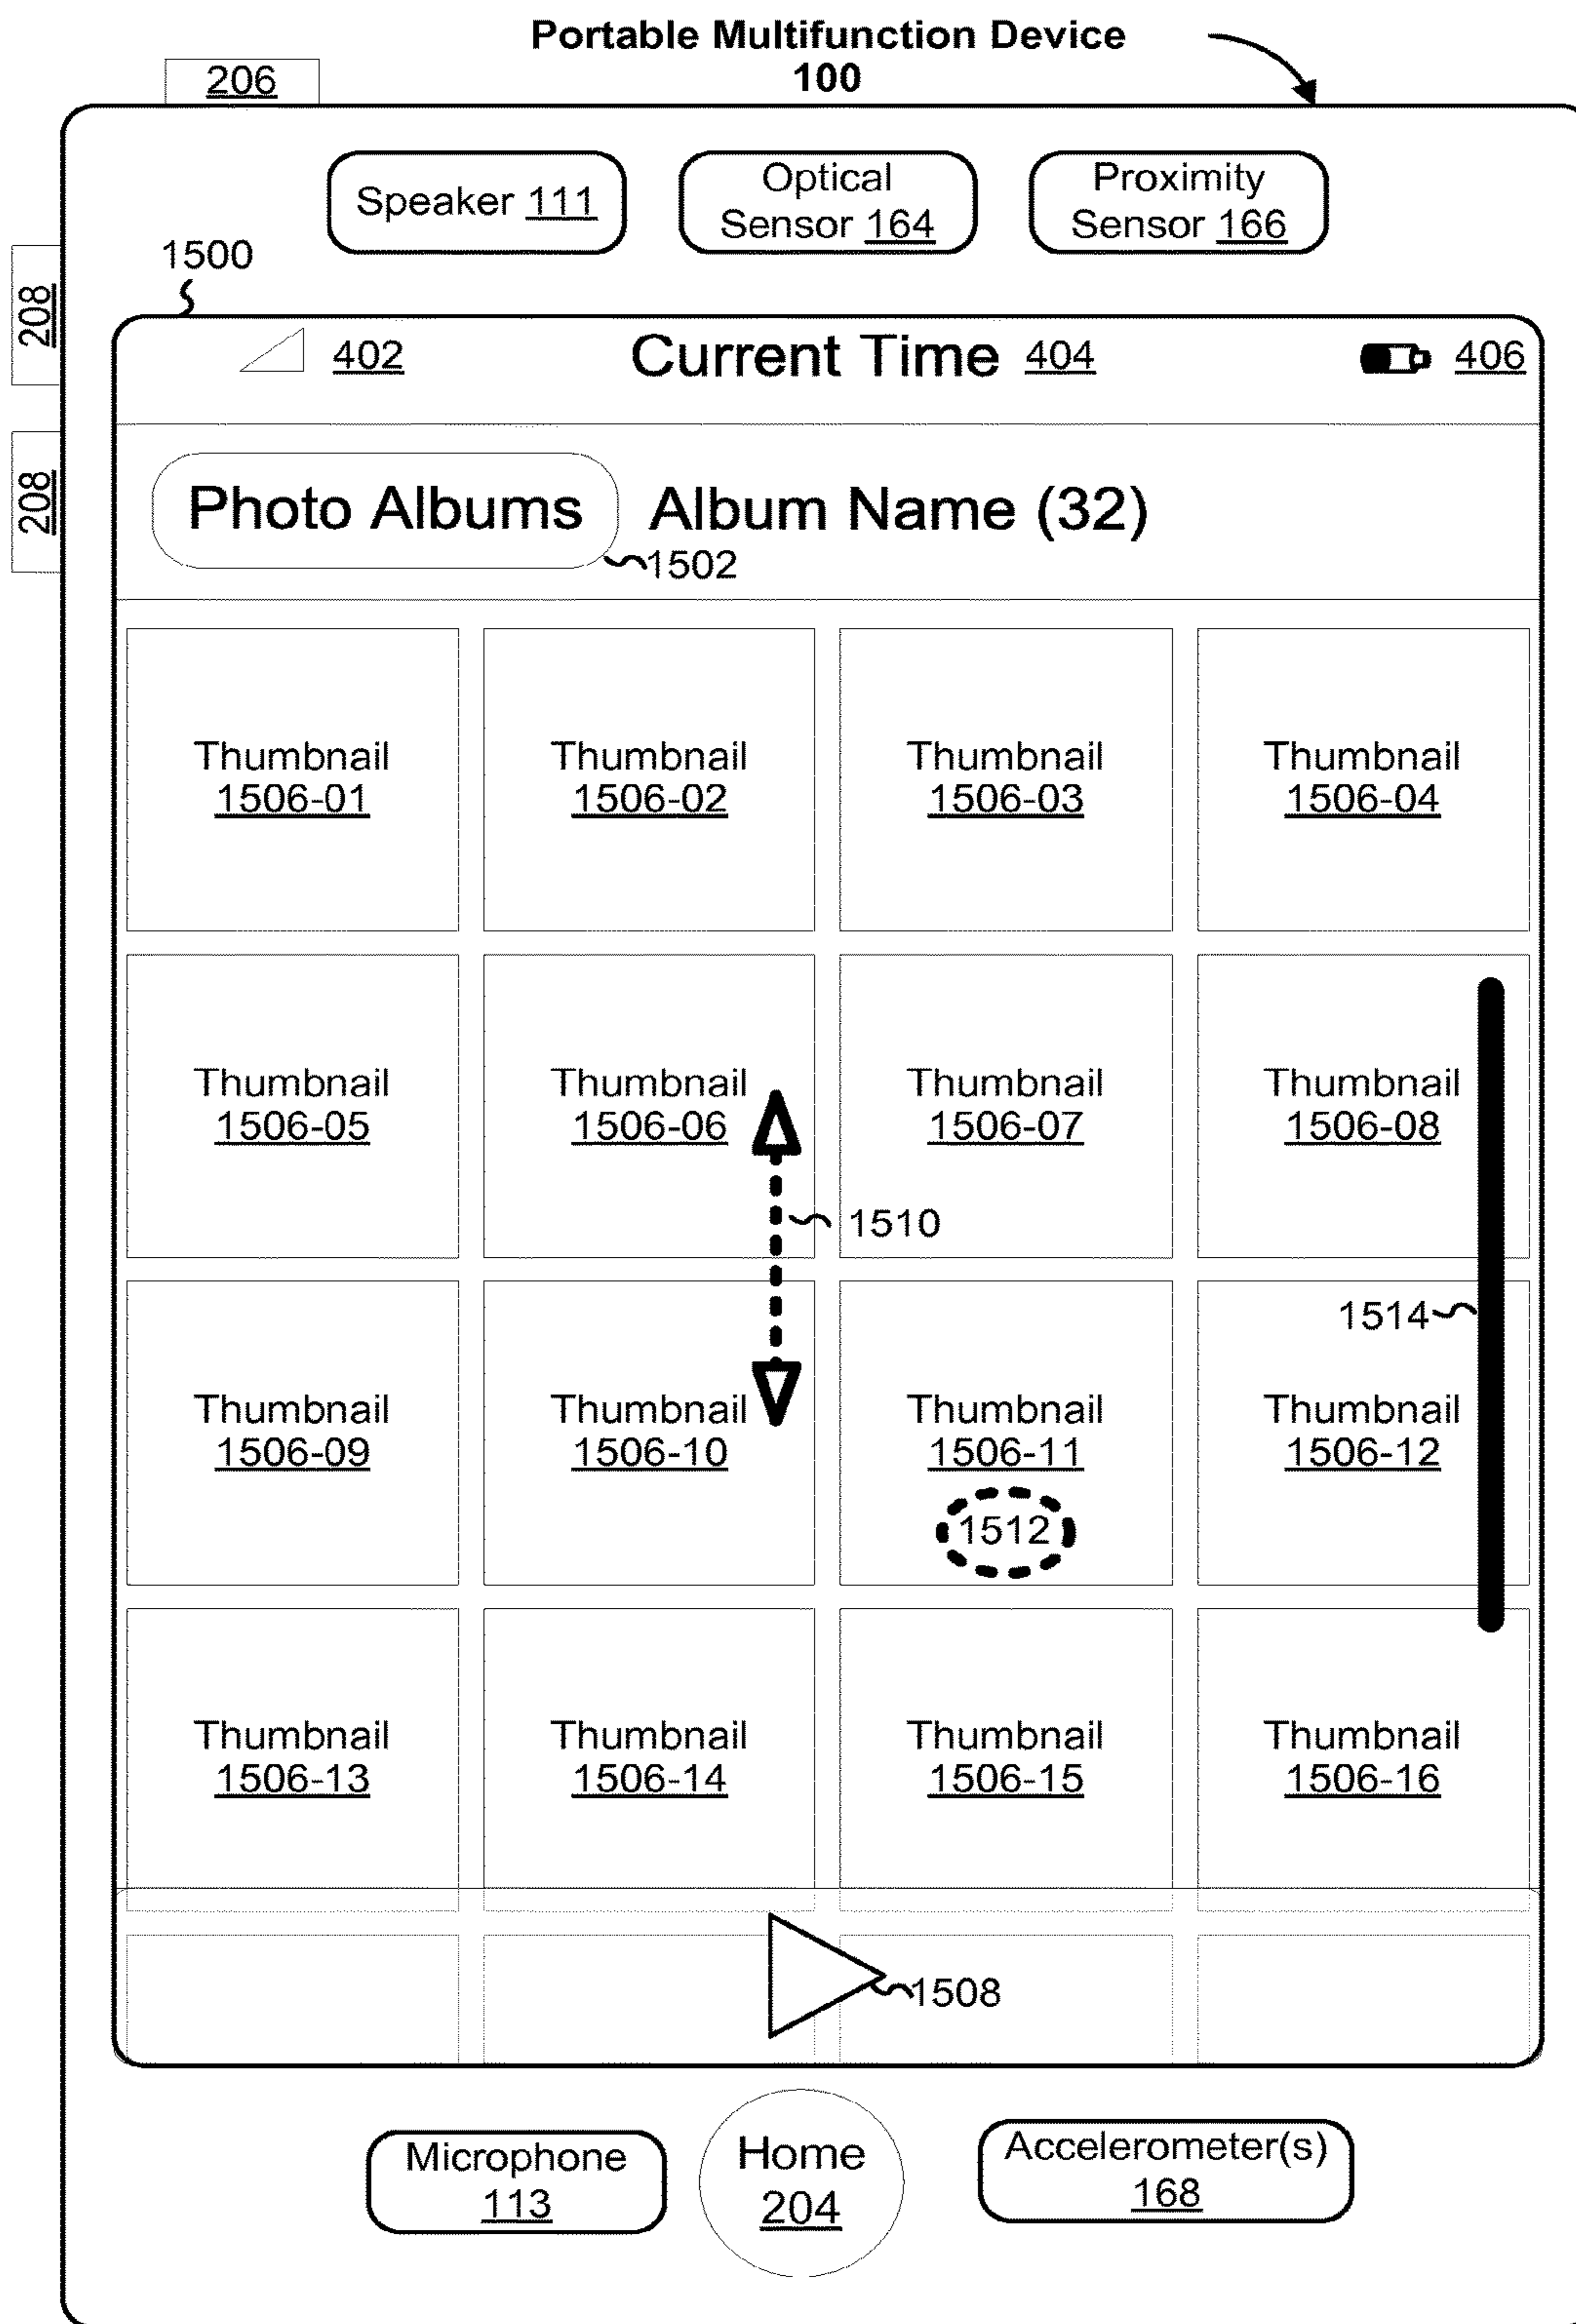 Portable Multifunction Device
100
206
Speaker 111
Optical
Sensor 164
Proximity
Sensor 166
1500
208
402
Current Time 404
406
208
Photo Albums
Album Name (32)
1502
Thumbnail
1506-01
Thumbnail
1506-02
Thumbnail
1506-03
Thumbnail
1506-04
Thumbnail
1506-05
Thumbnail
1506-06
Thumbnail
1506-07
Thumbnail
1506-08
1510
1514
Thumbnail
1506-09
Thumbnail
1506-10
Thumbnail
1506-11
1512
Thumbnail
1506-12
Thumbnail
1506-13
Thumbnail
1506-14
Thumbnail
1506-15
Thumbnail
1506-16
1508
Microphone
113
Home
204
Accelerometer(s)
168